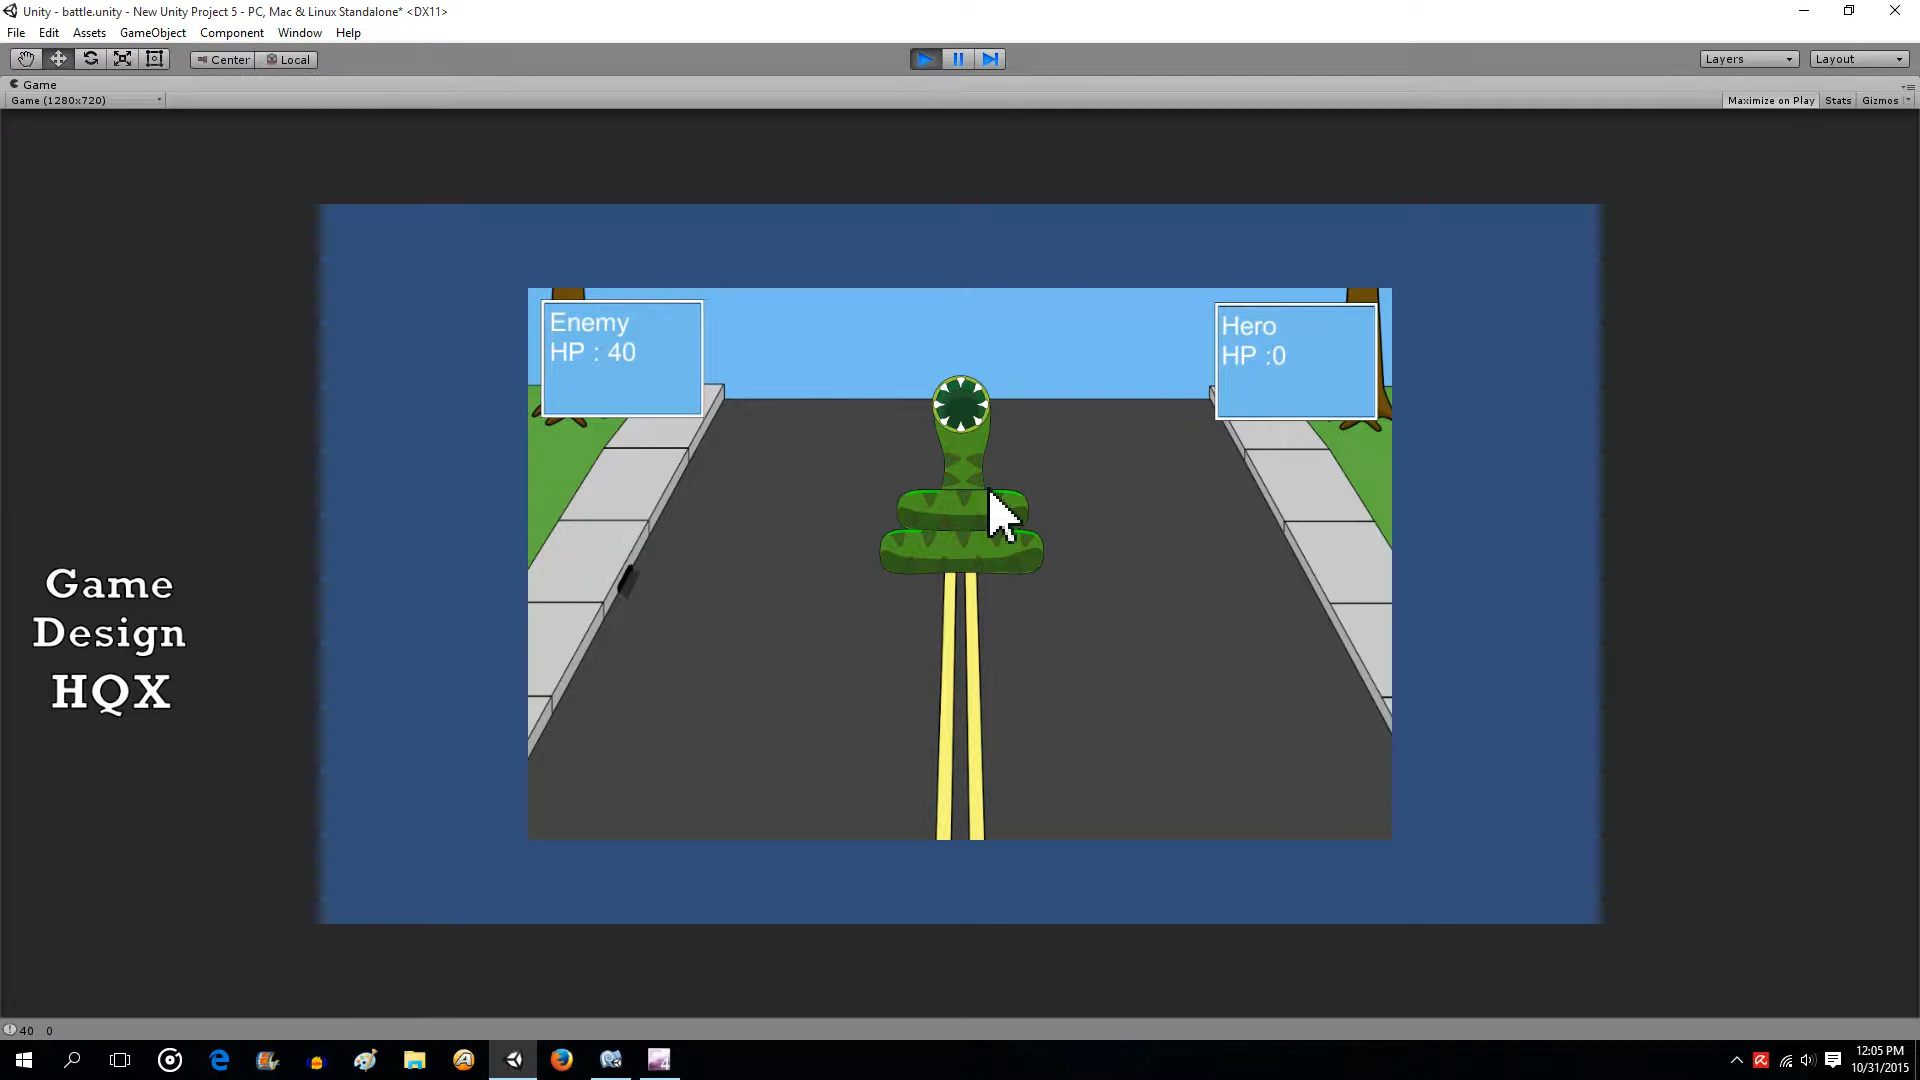 Unity - battle.unity - New Unity Project 5 - PC, Mac & Linux Standalone* <DX11>
File Edit Assets GameObject Component Window Help
Center Local Layers Layout
Game
Game (1280x720) Maximize on Play Stats Gizmos
Enemy
HP : 40
Hero
HP :0
Game
Design
HQX
40 0
12:05 PM
10/31/2015